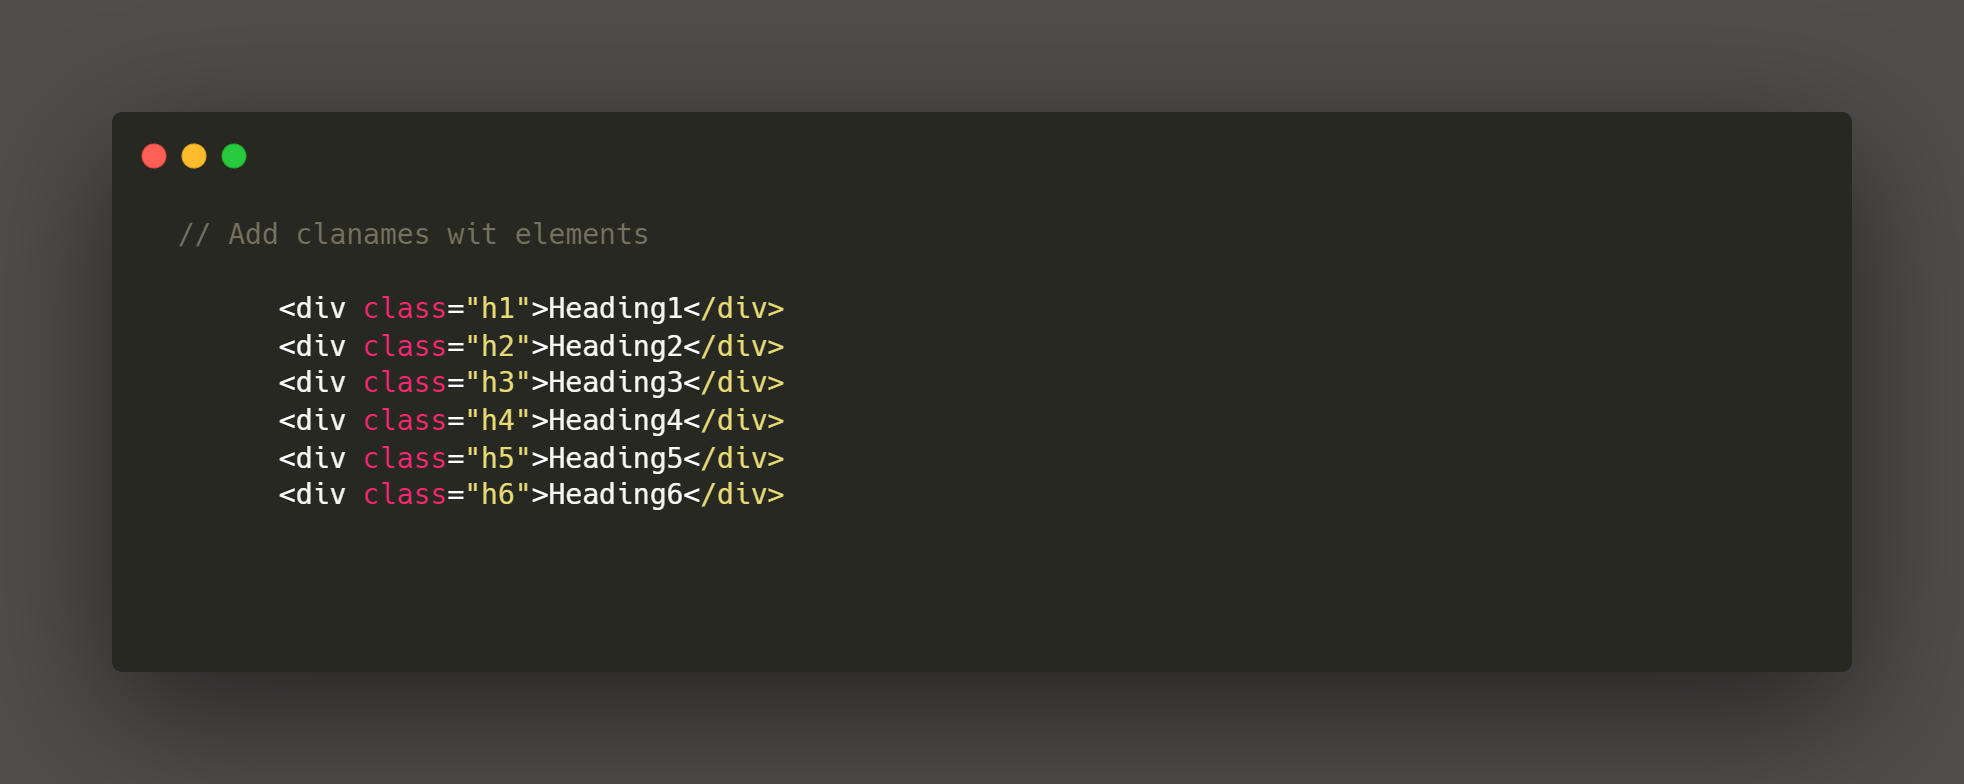 // Add clanames wit elements
<div class="h1">Heading1</div>
<div class="h2">Heading2</div>
<div class="h3">Heading3</div>
<div class="h4">Heading4</div>
<div class="h5">Heading5</div>
<div class="h6">Heading6</div>